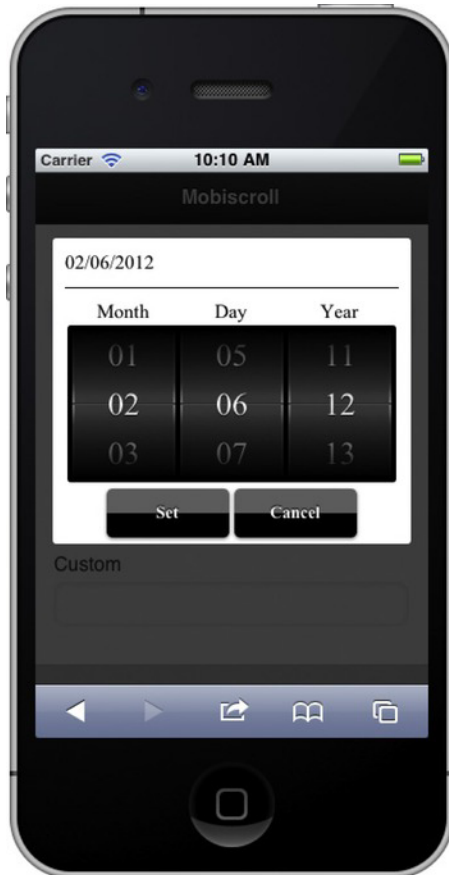 Carrier 10:10 AM
Mobiscroll
02/06/2012
Month Day Year
01 05 11
02 06 12
03 07 13
Set Cancel
Custom